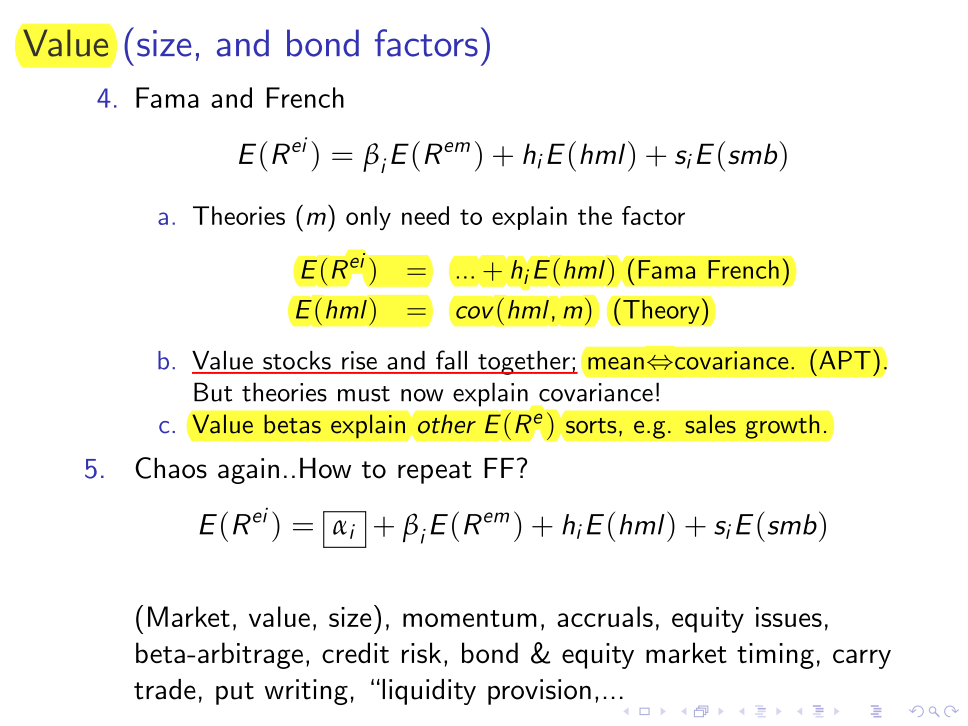 Value (size, and bond factors)
4. Fama and French
E(R^{ei}) = β_i E(R^{em}) + h_i E(hml) + s_i E(smb)
a. Theories (m) only need to explain the factor
E(R^{ei}) = ... + h_i E(hml) (Fama French)
E(hml) = cov(hml, m) (Theory)
b. Value stocks rise and fall together; mean⇔covariance. (APT).
But theories must now explain covariance!
c. Value betas explain other E(R^e) sorts, e.g. sales growth.
5. Chaos again..How to repeat FF?
E(R^{ei}) = α_i + β_i E(R^{em}) + h_i E(hml) + s_i E(smb)
(Market, value, size), momentum, accruals, equity issues,
beta-arbitrage, credit risk, bond & equity market timing, carry
trade, put writing, “liquidity provision,...